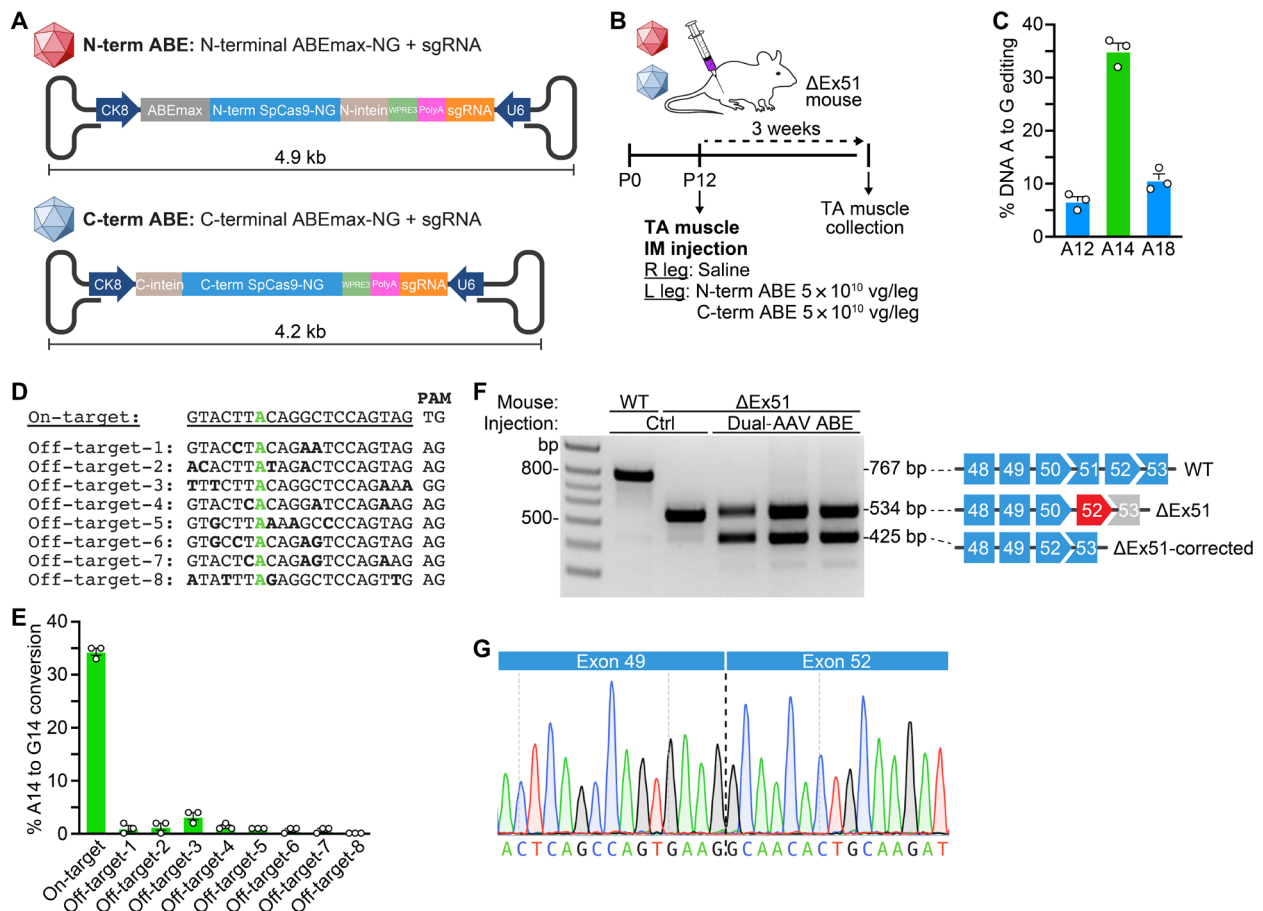 A
N-term ABE: N-terminal ABEmax-NG + sgRNA
CK8 ABEmax N-term SpCas9-NG N-intein WPRE3 PolyA sgRNA U6
4.9 kb
C-term ABE: C-terminal ABEmax-NG + sgRNA
CK8 C-intein C-term SpCas9-NG WPRE3 PolyA sgRNA U6
4.2 kb
B
ΔEx51
mouse
3 weeks
P0 P12
TA muscle
IM injection
R leg: Saline
L leg: N-term ABE 5 × 10¹⁰ vg/leg
C-term ABE 5 × 10¹⁰ vg/leg
TA muscle
collection
C
% DNA A to G editing
40
30
20
10
0
A12 A14 A18
D
PAM
On-target: GTACTTACAGGCTCCAGTAG TG
Off-target-1: GTACCTACAGAATCCAGTAG AG
Off-target-2: ACACTTATAGACTCCAGTAG AG
Off-target-3: TTTCTTACAGGCTCCAGAAA GG
Off-target-4: GTACTCACAGGATCCAGAAG AG
Off-target-5: GTGCTTAAAAGCCCCAGTAG AG
Off-target-6: GTGCCTACAGAGTCCAGTAG AG
Off-target-7: GTACTCACAGAGTCCAGAAG AG
Off-target-8: ATATTTAGAGGCTCCAGTTG AG
E
% A14 to G14 conversion
40
30
20
10
0
On-target
Off-target-1
Off-target-2
Off-target-3
Off-target-4
Off-target-5
Off-target-6
Off-target-7
Off-target-8
F
Mouse: WT ΔEx51
Injection: Ctrl Dual-AAV ABE
bp
800-
500-
-767 bp
-534 bp
-425 bp
48 49 50 51 52 53 WT
48 49 50 52 53 ΔEx51
48 49 52 53 ΔEx51-corrected
G
Exon 49 Exon 52
ACTCAGCCAGTGAAGGCAACACTGCAAGAT